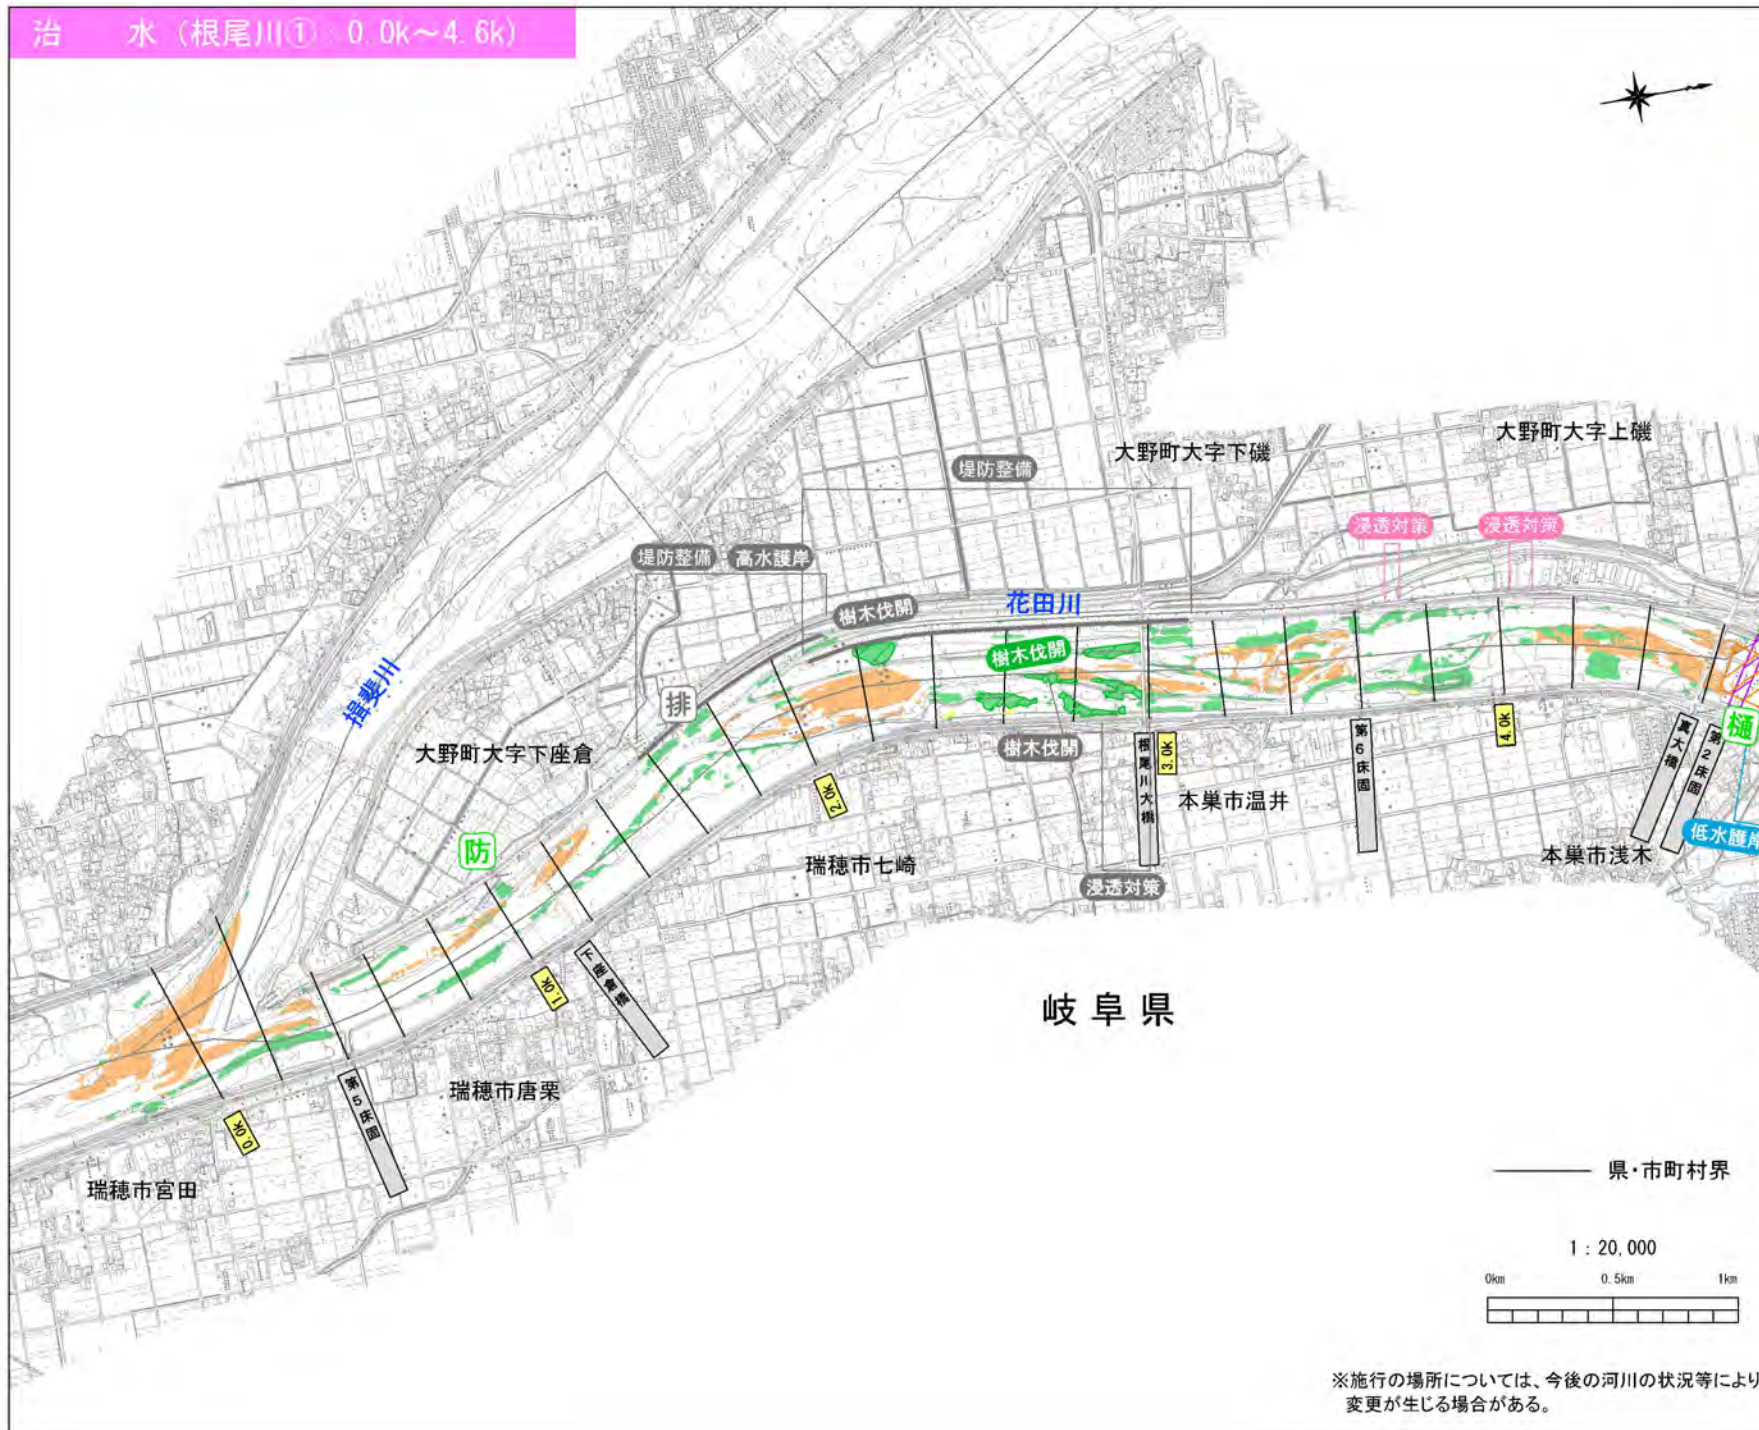 治 水（根尾川①：0.0k～4.6k）
大野町大字上磯
大野町大字下磯
堤防整備
浸透対策
浸透対策
堤防整備
高水護岸
樹木伐開
花田川
樹木伐開
揖斐川
排
大野町大字下座倉
樹木伐開
根尾川大橋
3.0k
第6床固
4.0k
真大橋
第2床固
樋
低水護岸
2.0k
本巣市温井
本巣市浅木
防
瑞穂市七崎
浸透対策
下座倉橋
1.0k
岐阜県
第5床固
瑞穂市唐栗
0.0k
瑞穂市宮田
県・市町村界
1：20,000
0km 0.5km 1km
※施行の場所については、今後の河川の状況等により
変更が生じる場合がある。